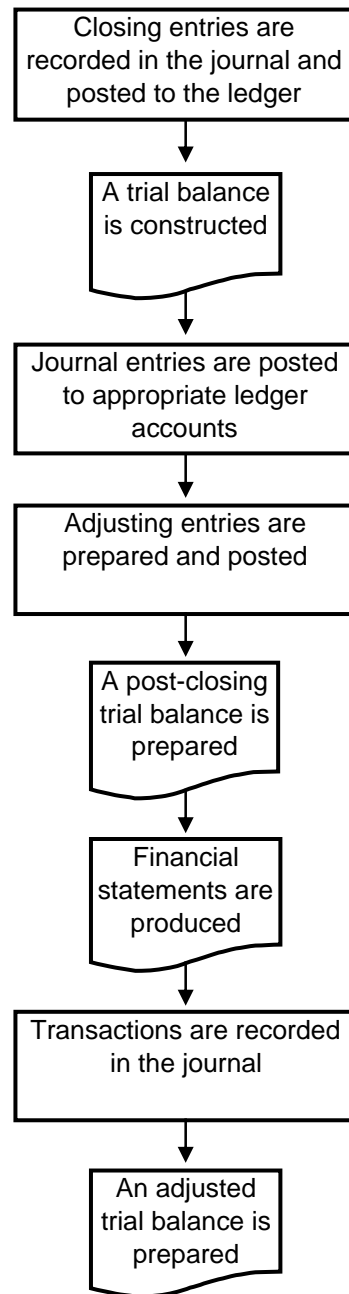 Closing entries are
recorded in the journal and
posted to the ledger
A trial balance
is constructed
Journal entries are posted
to appropriate ledger
accounts
Adjusting entries are
prepared and posted
A post-closing
trial balance is
prepared
Financial
statements are
produced
Transactions are recorded
in the journal
An adjusted
trial balance is
prepared